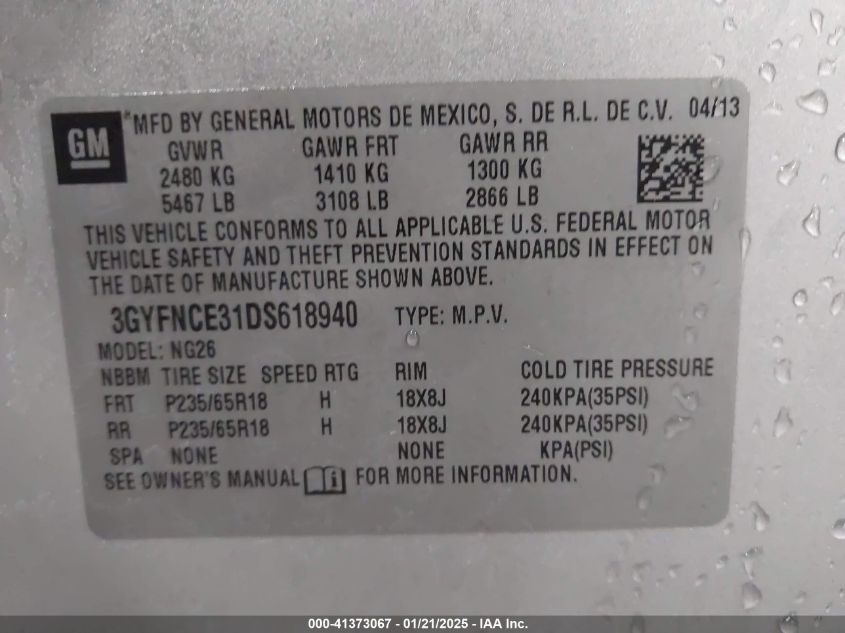 GM
*MFD BY GENERAL MOTORS DE MEXICO, S. DE R.L. DE C.V. 04/13
GVWR GAWR FRT GAWR RR
2480 KG 1410 KG 1300 KG
5467 LB 3108 LB 2866 LB
THIS VEHICLE CONFORMS TO ALL APPLICABLE U.S. FEDERAL MOTOR
VEHICLE SAFETY AND THEFT PREVENTION STANDARDS IN EFFECT ON
THE DATE OF MANUFACTURE SHOWN ABOVE.
3GYFNCE31DS618940 TYPE: M.P.V.
MODEL: NG26
NBBM TIRE SIZE SPEED RTG RIM COLD TIRE PRESSURE
FRT P235/65R18 H 18X8J 240KPA(35PSI)
RR P235/65R18 H 18X8J 240KPA(35PSI)
SPA NONE NONE KPA(PSI)
SEE OWNER'S MANUAL FOR MORE INFORMATION.
000-41373067 - 01/21/2025 - IAA Inc.